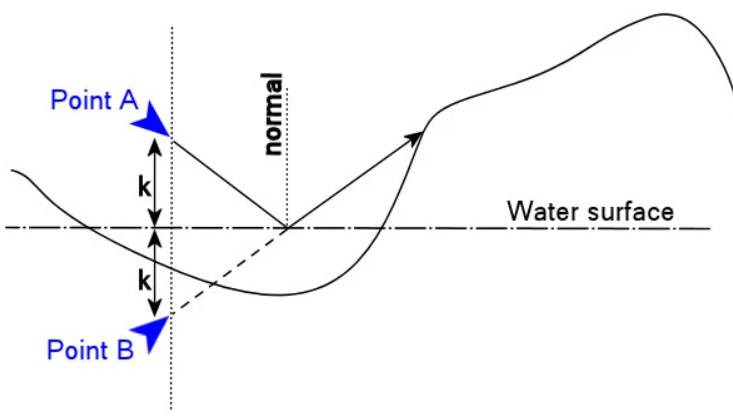 Point A
normal
k
Water surface
k
Point B